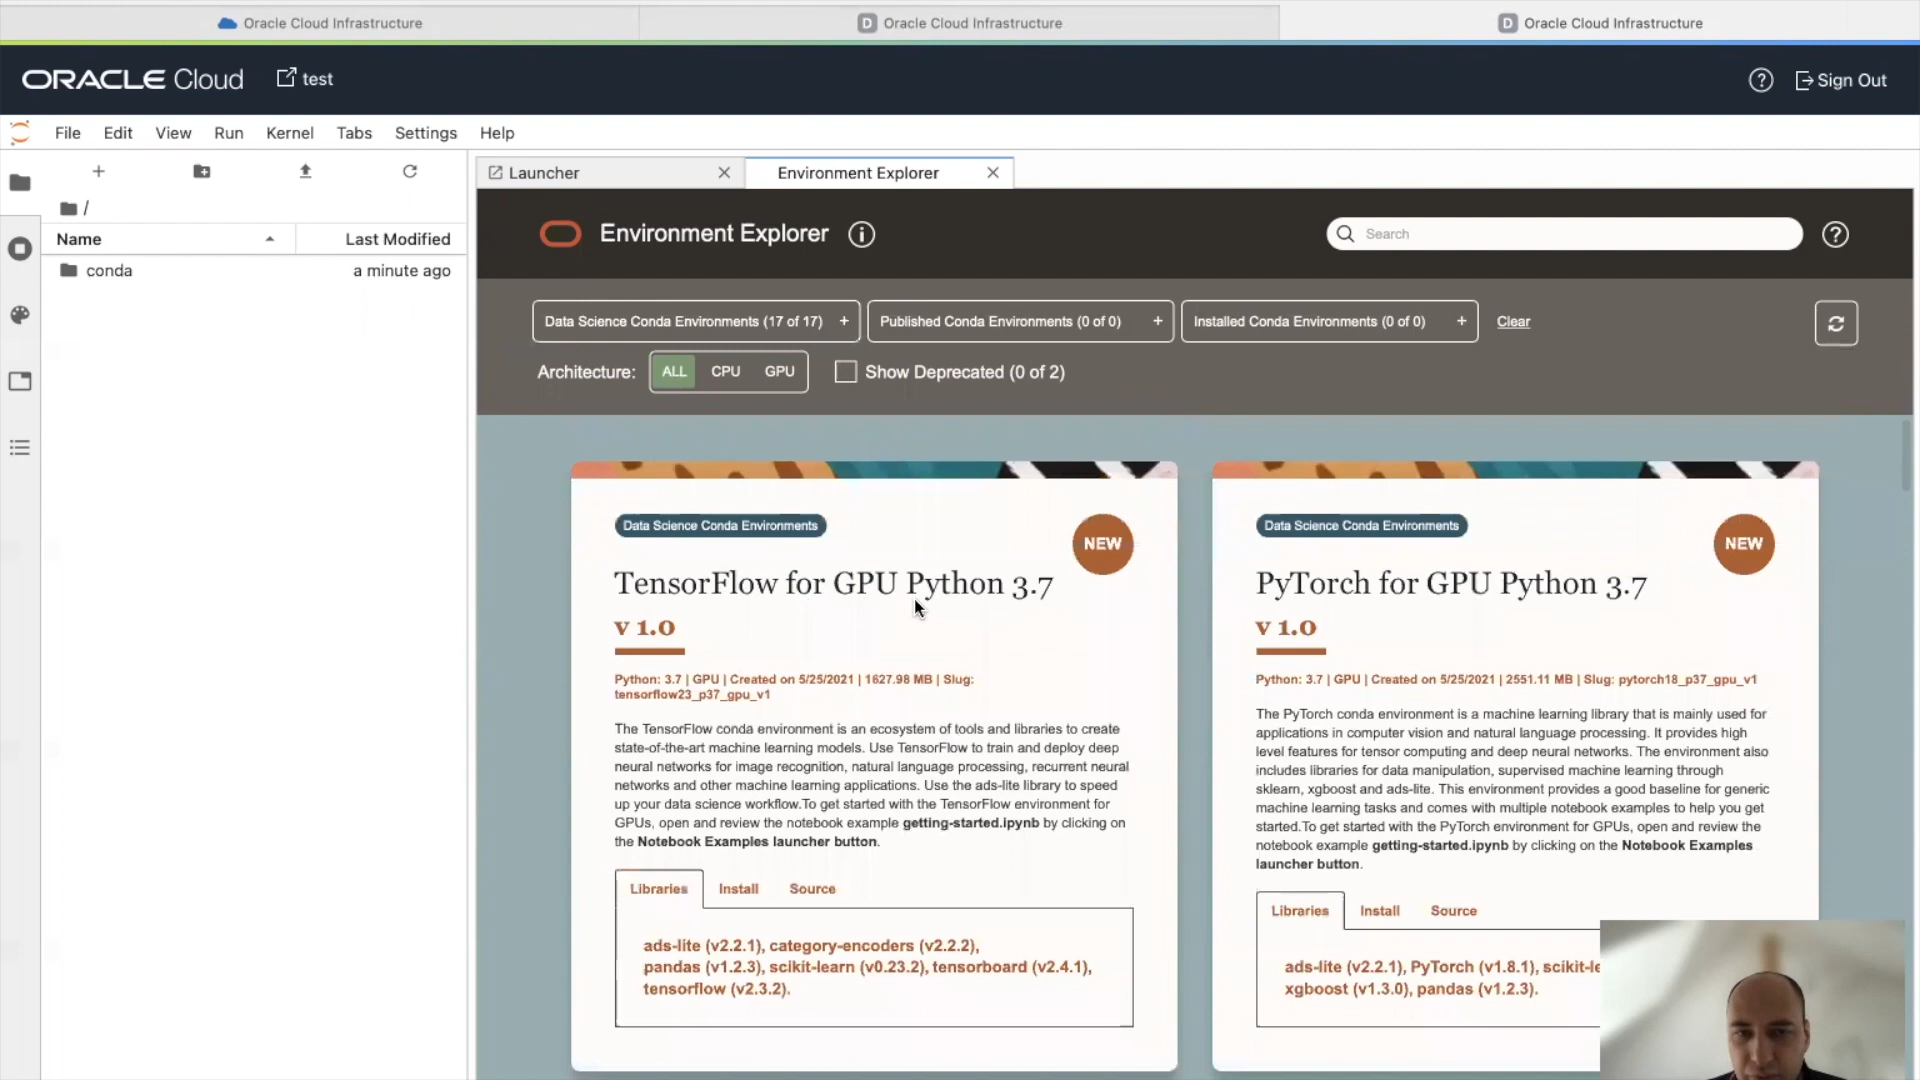 Oracle Cloud Infrastructure
D Oracle Cloud Infrastructure
D Oracle Cloud Infrastructure
ORACLE Cloud test
? Sign Out
File Edit View Run Kernel Tabs Settings Help
Launcher
Environment Explorer
/
Name Last Modified
conda a minute ago
Environment Explorer
Search
Data Science Conda Environments (17 of 17) +
Published Conda Environments (0 of 0) +
Installed Conda Environments (0 of 0) +
Clear
Architecture: ALL CPU GPU Show Deprecated (0 of 2)
Data Science Conda Environments
NEW
TensorFlow for GPU Python 3.7
v 1.0
Python: 3.7 | GPU | Created on 5/25/2021 | 1627.98 MB | Slug:
tensorflow23_p37_gpu_v1
The TensorFlow conda environment is an ecosystem of tools and libraries to create
state-of-the-art machine learning models. Use TensorFlow to train and deploy deep
neural networks for image recognition, natural language processing, recurrent neural
networks and other machine learning applications. Use the ads-lite library to speed
up your data science workflow.To get started with the TensorFlow environment for
GPUs, open and review the notebook example getting-started.ipynb by clicking on
the Notebook Examples launcher button.
Libraries Install Source
ads-lite (v2.2.1), category-encoders (v2.2.2),
pandas (v1.2.3), scikit-learn (v0.23.2), tensorboard (v2.4.1),
tensorflow (v2.3.2).
Data Science Conda Environments
NEW
PyTorch for GPU Python 3.7
v 1.0
Python: 3.7 | GPU | Created on 5/25/2021 | 2551.11 MB | Slug: pytorch18_p37_gpu_v1
The PyTorch conda environment is a machine learning library that is mainly used for
applications in computer vision and natural language processing. It provides high
level features for tensor computing and deep neural networks. The environment also
includes libraries for data manipulation, supervised machine learning through
sklearn, xgboost and ads-lite. This environment provides a good baseline for generic
machine learning tasks and comes with multiple notebook examples to help you get
started.To get started with the PyTorch environment for GPUs, open and review the
notebook example getting-started.ipynb by clicking on the Notebook Examples
launcher button.
Libraries Install Source
ads-lite (v2.2.1), PyTorch (v1.8.1), scikit-le
xgboost (v1.3.0), pandas (v1.2.3).